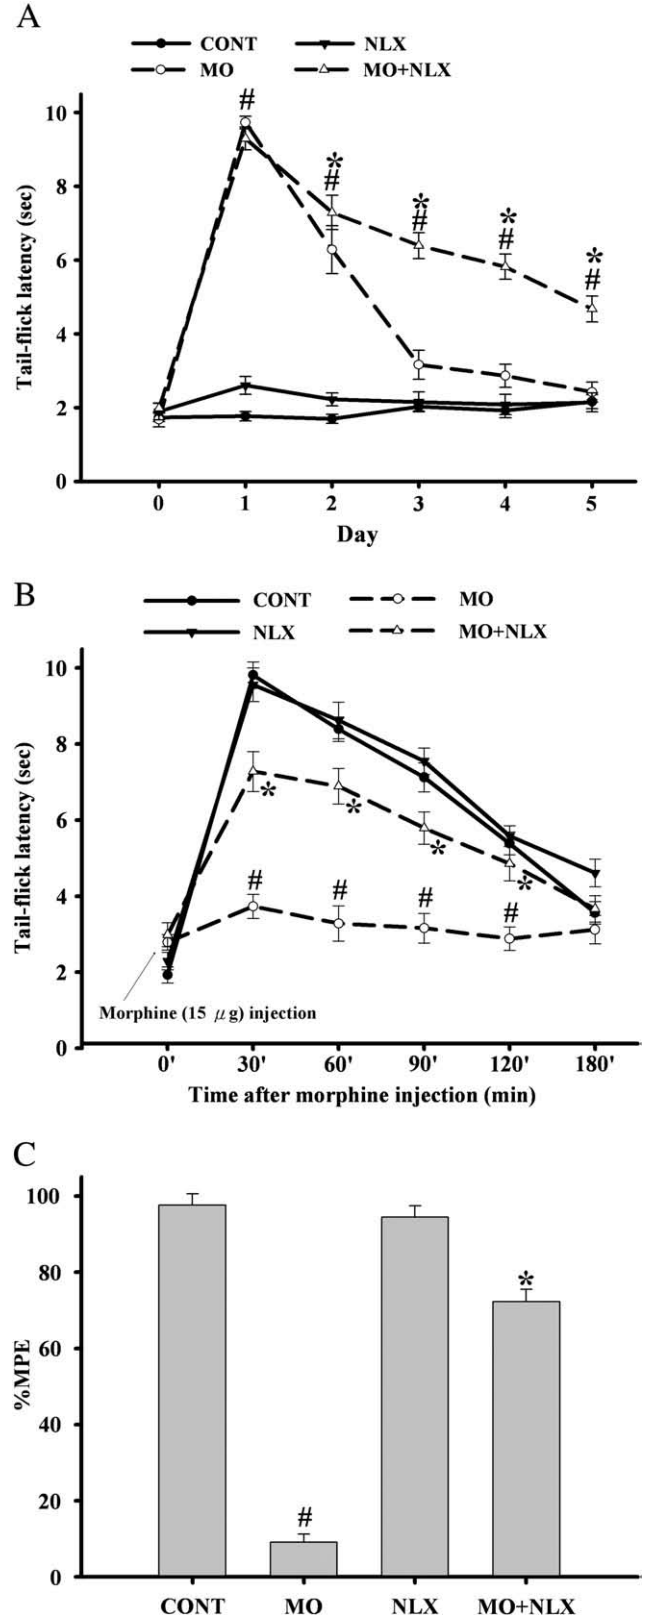 A
CONT NLX
MO MO+NLX
Tail-flick latency (sec)
10
8
6
4
2
0
#
*
#
*
#
*
#
*
#
0 1 2 3 4 5
Day
B
CONT MO
NLX MO+NLX
Tail-flick latency (sec)
10
8
6
4
2
0
*
*
*
*
# # # #
Morphine (15 μg) injection
0' 30' 60' 90' 120' 180'
Time after morphine injection (min)
C
%MPE
100
80
60
40
20
0
*
#
CONT MO NLX MO+NLX